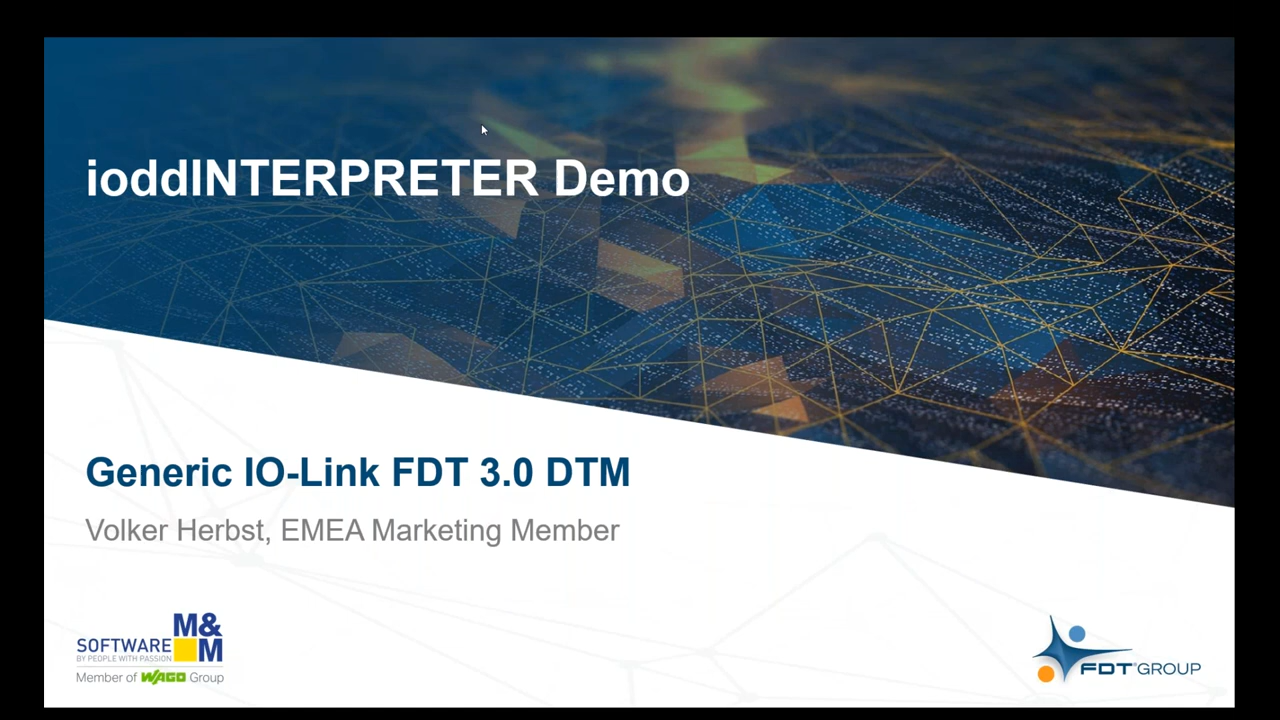 ioddINTERPRETER Demo
Generic IO-Link FDT 3.0 DTM
Volker Herbst, EMEA Marketing Member
M&
SOFTWARE M
BY PEOPLE WITH PASSION
Member of WAGO Group
FDT GROUP